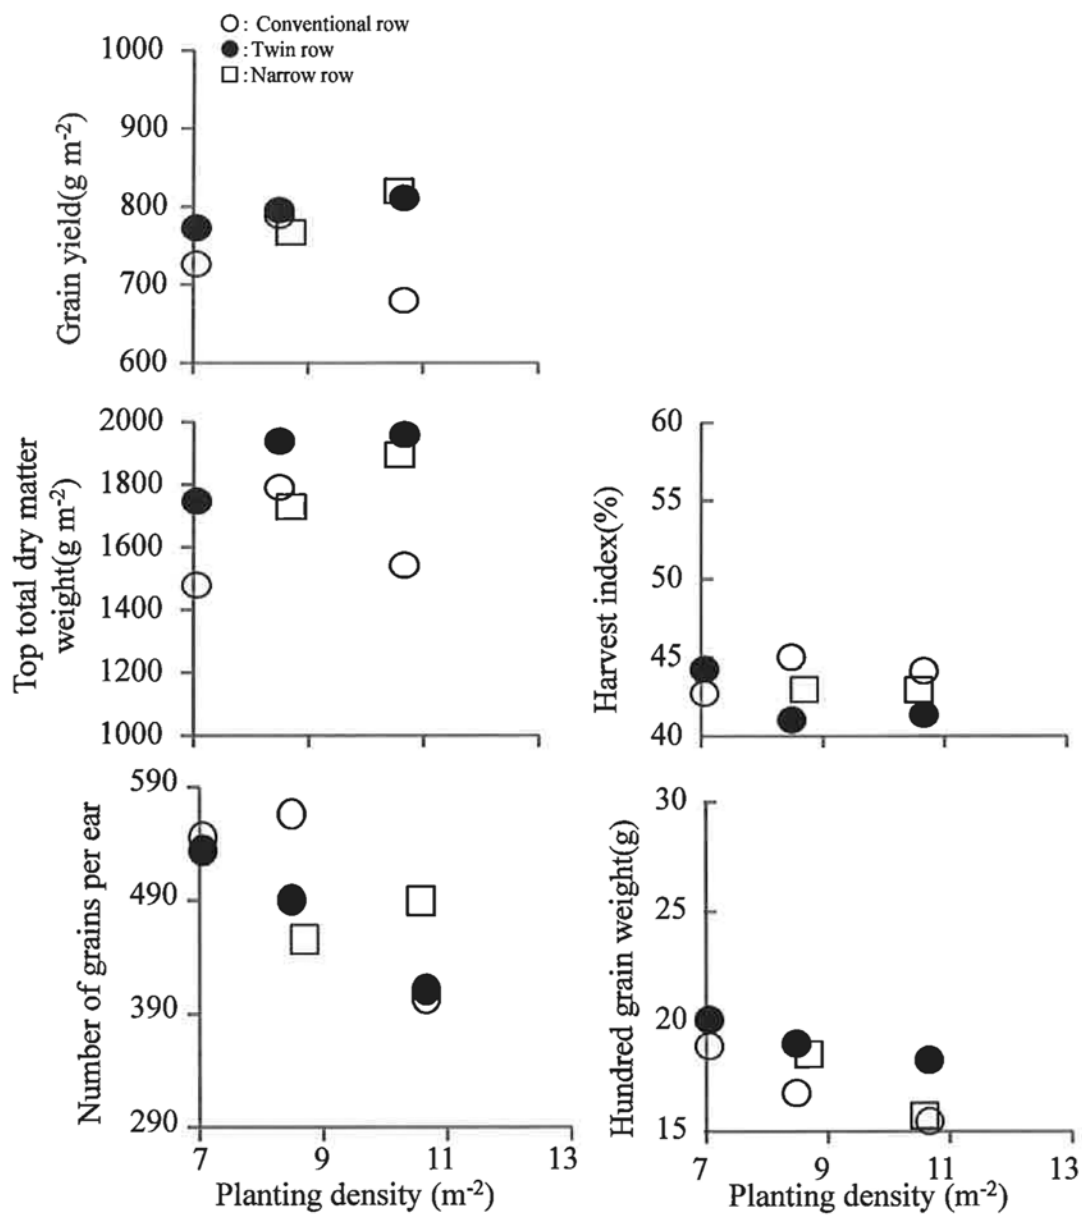 ○: Conventional row
●: Twin row
□: Narrow row
1000
900
800
700
600
Grain yield(g m-2)
2000
1800
1600
1400
1200
1000
Top total dry matter
weight(g m-2)
60
55
50
45
40
Harvest index(%)
590
490
390
290
Number of grains per ear
7
9
11
13
Planting density (m-2)
30
25
20
15
Hundred grain weight(g)
7
9
11
13
Planting density (m-2)